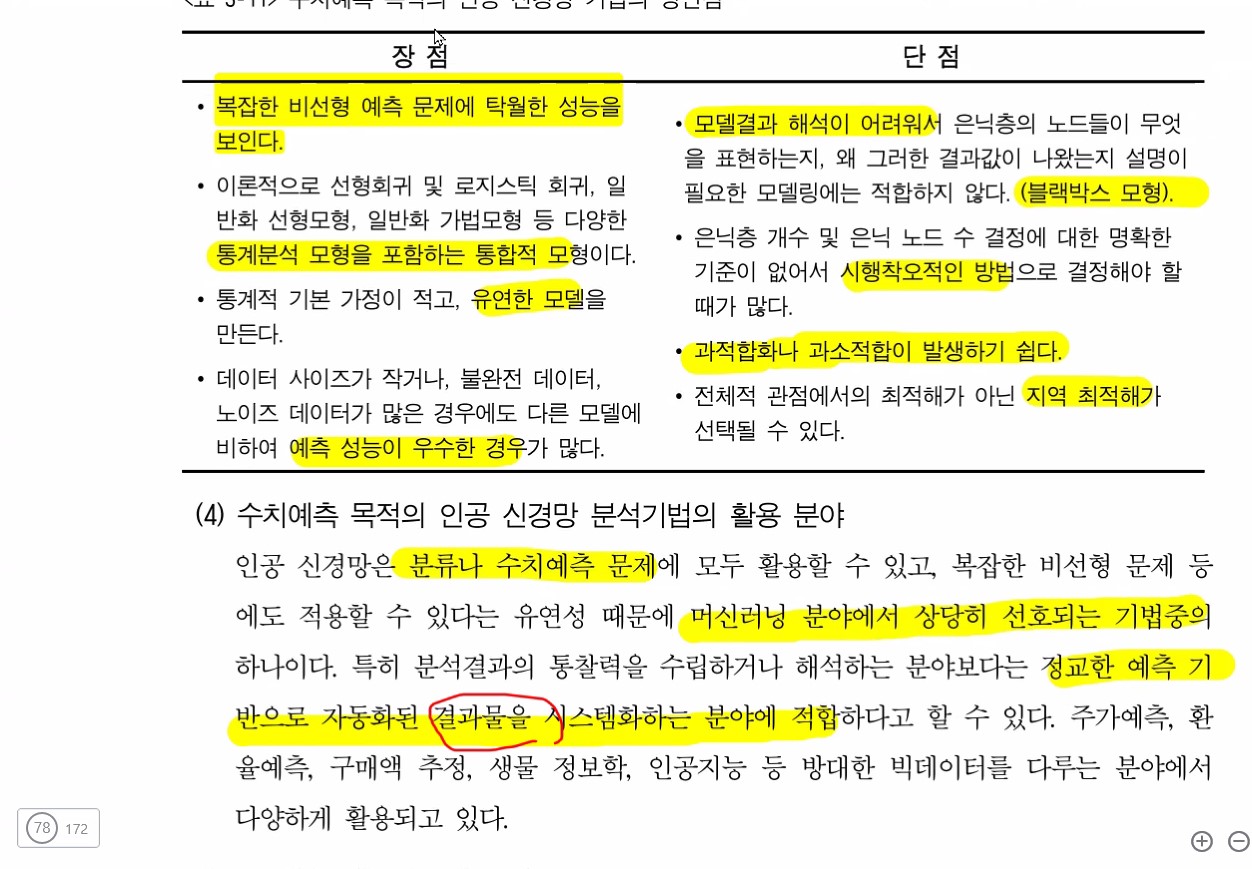 <표 3-11> 수치예측 목적의 인공 신경망 기법의 장단점
장 점
단 점
• 복잡한 비선형 예측 문제에 탁월한 성능을
보인다.
• 이론적으로 선형회귀 및 로지스틱 회귀, 일
반화 선형모형, 일반화 가법모형 등 다양한
통계분석 모형을 포함하는 통합적 모형이다.
• 통계적 기본 가정이 적고, 유연한 모델을
만든다.
• 데이터 사이즈가 작거나, 불완전 데이터,
노이즈 데이터가 많은 경우에도 다른 모델에
비하여 예측 성능이 우수한 경우가 많다.
• 모델결과 해석이 어려워서 은닉층의 노드들이 무엇
을 표현하는지, 왜 그러한 결과값이 나왔는지 설명이
필요한 모델링에는 적합하지 않다. (블랙박스 모형).
• 은닉층 개수 및 은닉 노드 수 결정에 대한 명확한
기준이 없어서 시행착오적인 방법으로 결정해야 할
때가 많다.
• 과적합화나 과소적합이 발생하기 쉽다.
• 전체적 관점에서의 최적해가 아닌 지역 최적해가
선택될 수 있다.
(4) 수치예측 목적의 인공 신경망 분석기법의 활용 분야
인공 신경망은 분류나 수치예측 문제에 모두 활용할 수 있고, 복잡한 비선형 문제 등
에도 적용할 수 있다는 유연성 때문에 머신러닝 분야에서 상당히 선호되는 기법중의
하나이다. 특히 분석결과의 통찰력을 수립하거나 해석하는 분야보다는 정교한 예측 기
반으로 자동화된 결과물을 시스템화하는 분야에 적합하다고 할 수 있다. 주가예측, 환
율예측, 구매액 추정, 생물 정보학, 인공지능 등 방대한 빅데이터를 다루는 분야에서
다양하게 활용되고 있다.
78 172